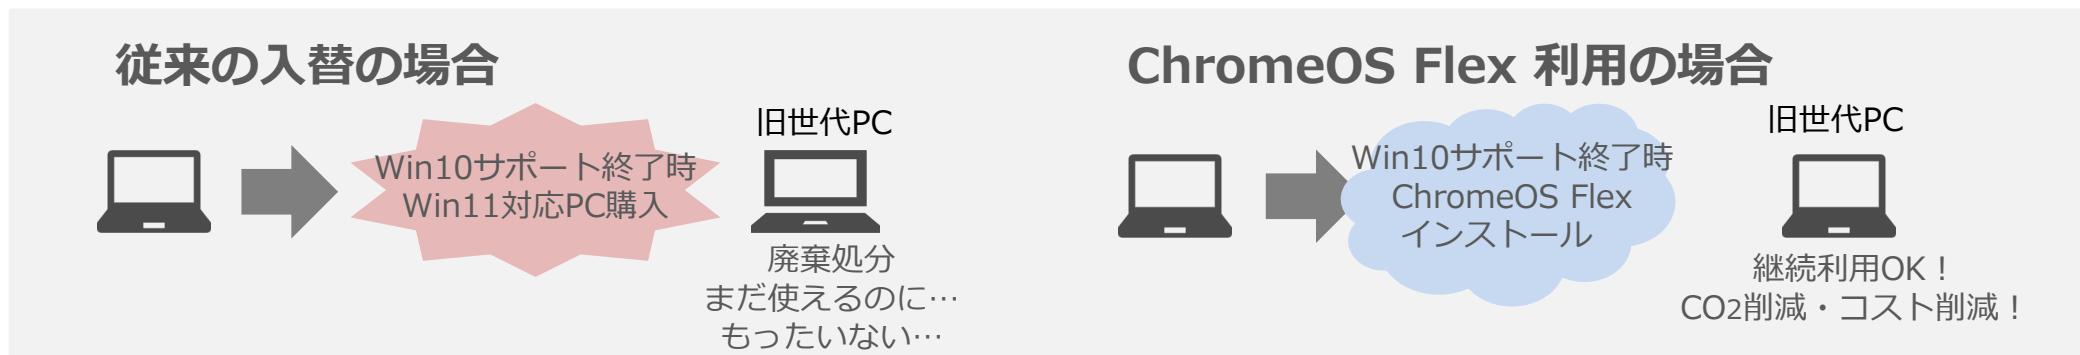 従来の入替の場合
Win10サポート終了時
Win11対応PC購入
旧世代PC
廃棄処分
まだ使えるのに…
もったいない…
ChromeOS Flex 利用の場合
Win10サポート終了時
ChromeOS Flex
インストール
旧世代PC
継続利用OK！
CO2削減・コスト削減！